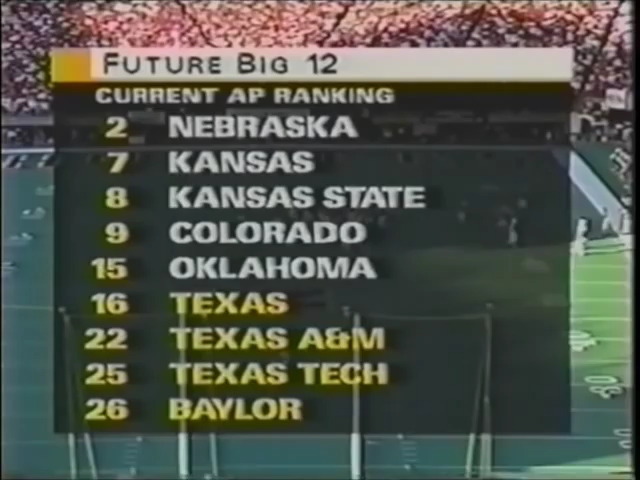 FUTURE BIG 12
CURRENT AP RANKING
2 NEBRASKA
7 KANSAS
8 KANSAS STATE
9 COLORADO
15 OKLAHOMA
16 TEXAS
22 TEXAS A&M
25 TEXAS TECH
26 BAYLOR